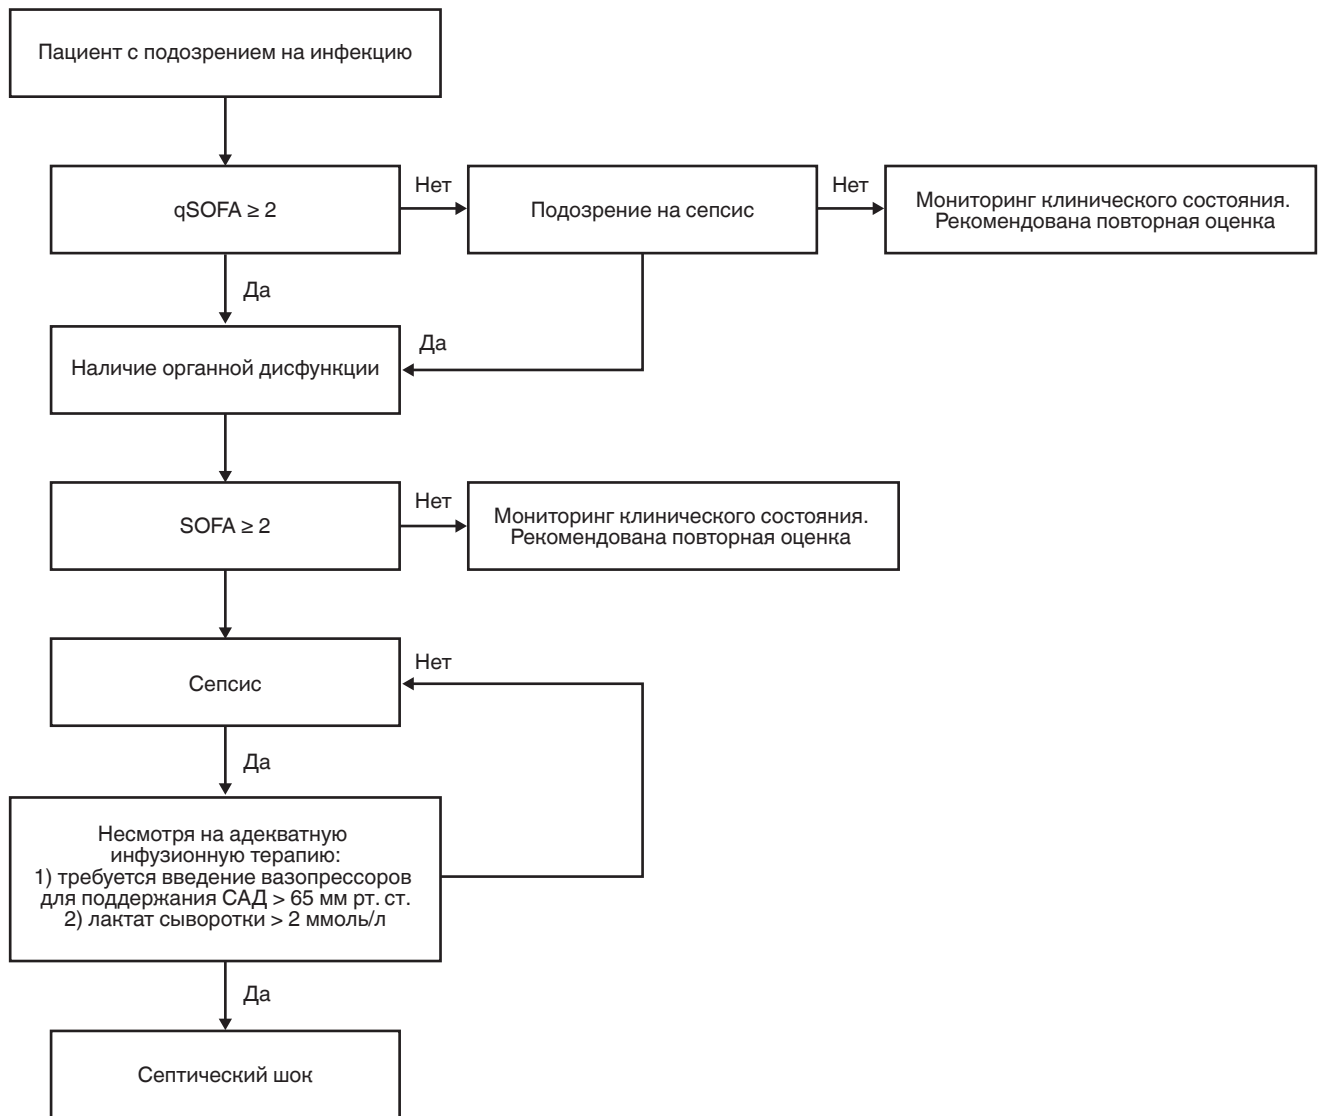 Пациент с подозрением на инфекцию
qSOFA ≥ 2
Нет
Подозрение на сепсис
Нет
Мониторинг клинического состояния.
Рекомендована повторная оценка
Да
Да
Наличие органной дисфункции
SOFA ≥ 2
Нет
Мониторинг клинического состояния.
Рекомендована повторная оценка
Сепсис
Нет
Да
Несмотря на адекватную
инфузионную терапию:
1) требуется введение вазопрессоров
для поддержания САД > 65 мм рт. ст.
2) лактат сыворотки > 2 ммоль/л
Да
Септический шок